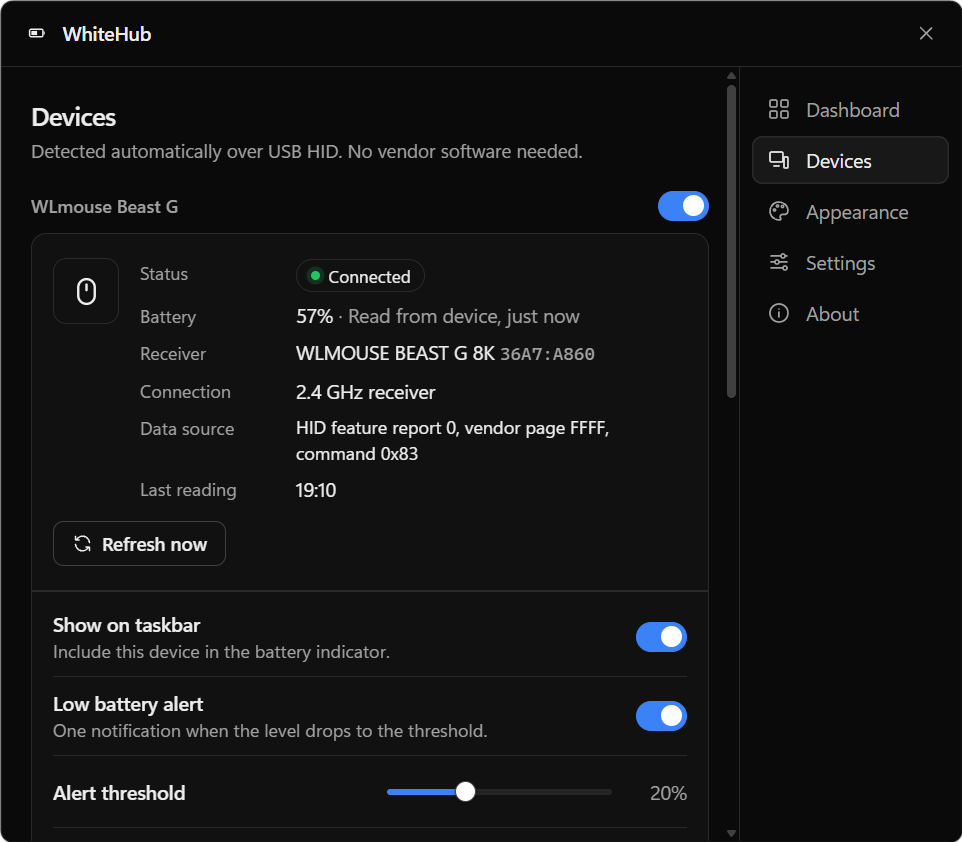 WhiteHub
Devices
Detected automatically over USB HID. No vendor software needed.
WLmouse Beast G
Status
Connected
Battery
57% · Read from device, just now
Receiver
WLMOUSE BEAST G 8K 36A7:A860
Connection
2.4 GHz receiver
Data source
HID feature report 0, vendor page FFFF,
command 0x83
Last reading
19:10
Refresh now
Show on taskbar
Include this device in the battery indicator.
Low battery alert
One notification when the level drops to the threshold.
Alert threshold
20%
Dashboard
Devices
Appearance
Settings
About